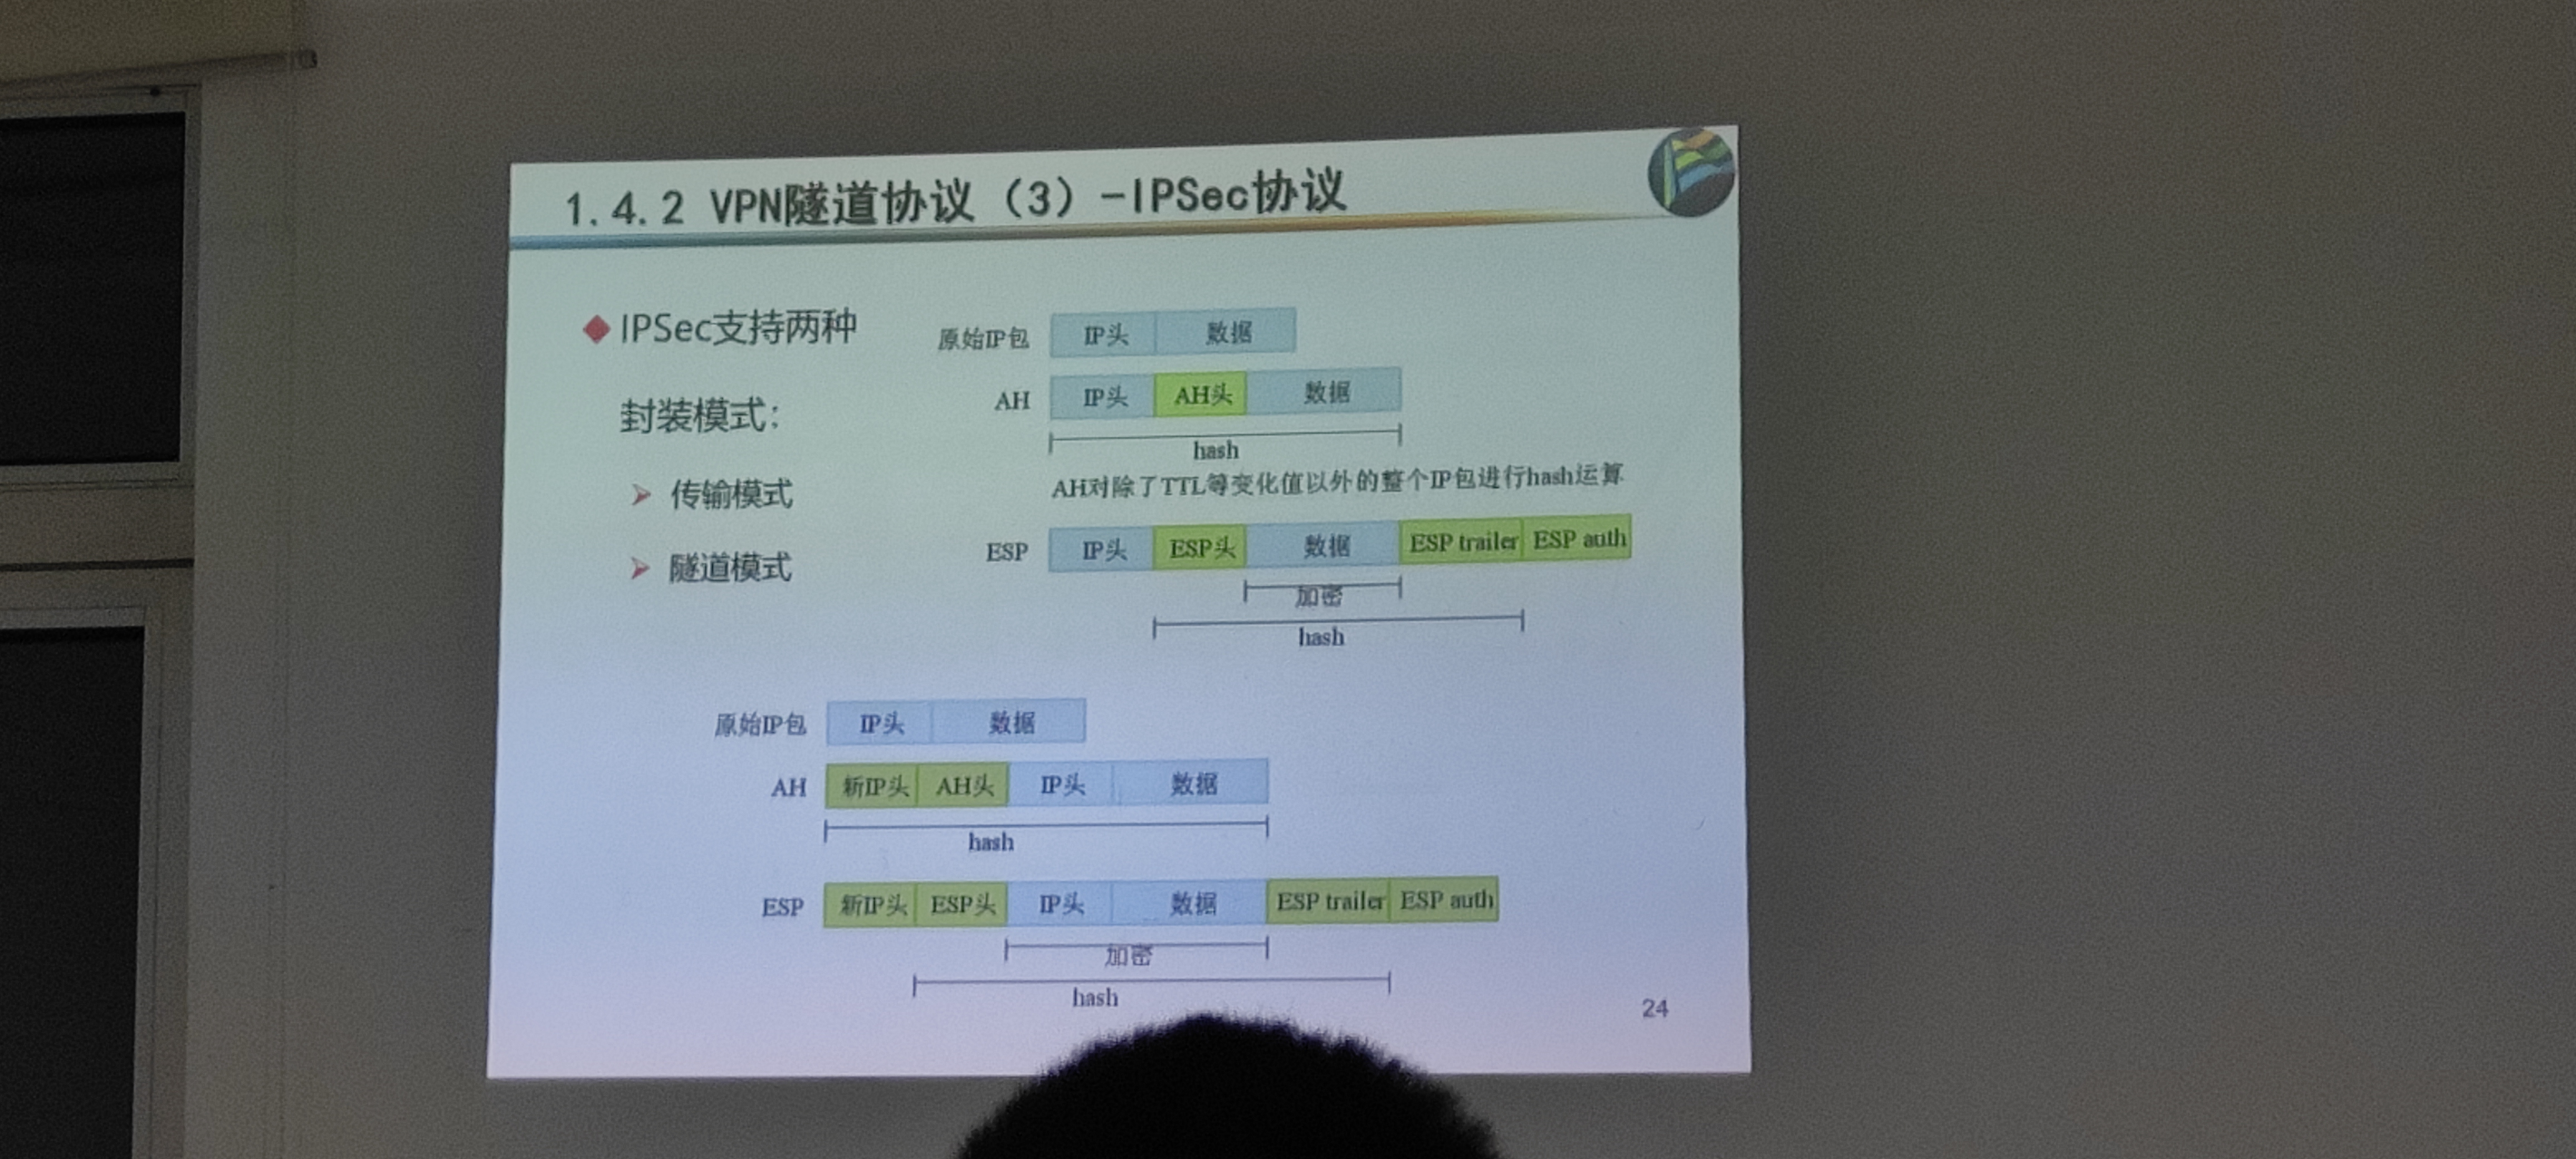 1.4.2 VPN隧道协议（3）-IPSec协议
IPSec支持两种
封装模式:
传输模式
隧道模式
原始IP包 IP头 数据
AH IP头 AH头 数据
hash
AH对除了TTL等变化值以外的整个IP包进行hash运算
ESP IP头 ESP头 数据 ESP trailer ESP auth
加密
hash
原始IP包 IP头 数据
AH 新IP头 AH头 IP头 数据
hash
ESP 新IP头 ESP头 IP头 数据 ESP trailer ESP auth
加密
hash
24